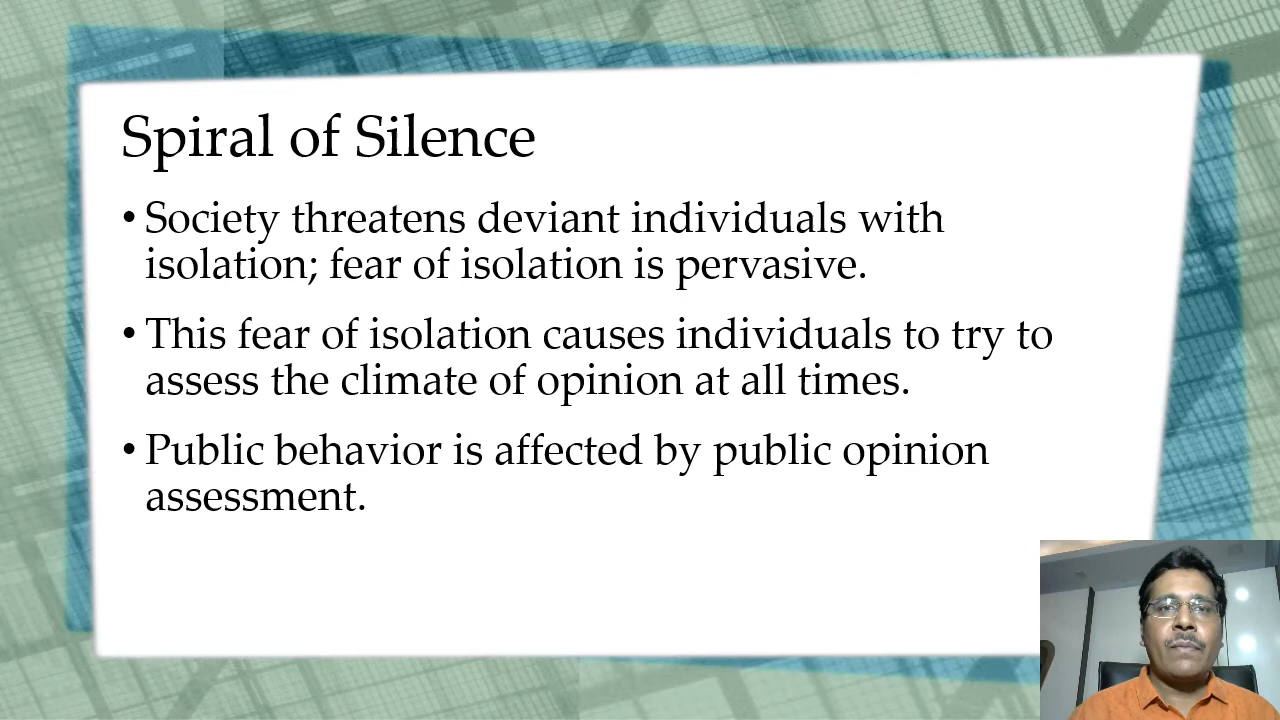 Spiral of Silence
• Society threatens deviant individuals with
isolation; fear of isolation is pervasive.
• This fear of isolation causes individuals to try to
assess the climate of opinion at all times.
• Public behavior is affected by public opinion
assessment.